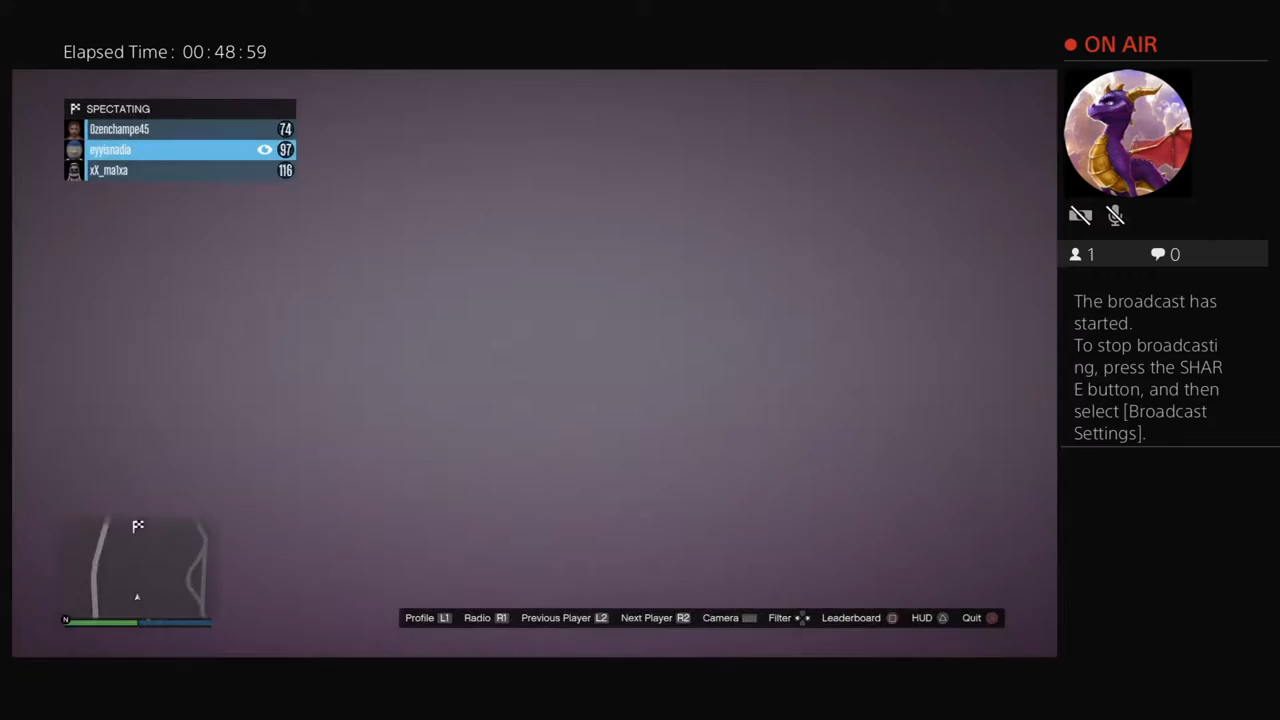 Elapsed Time: 00:48:59
ON AIR
SPECTATING
0zenchampe45 74
eyyisnadia 97
xX_ma1xa 116
1 0
The broadcast has
started.
To stop broadcasti
ng, press the SHAR
E button, and then
select [Broadcast
Settings].
N
Profile L1 Radio R1 Previous Player L2 Next Player R2 Camera Filter Leaderboard HUD Quit